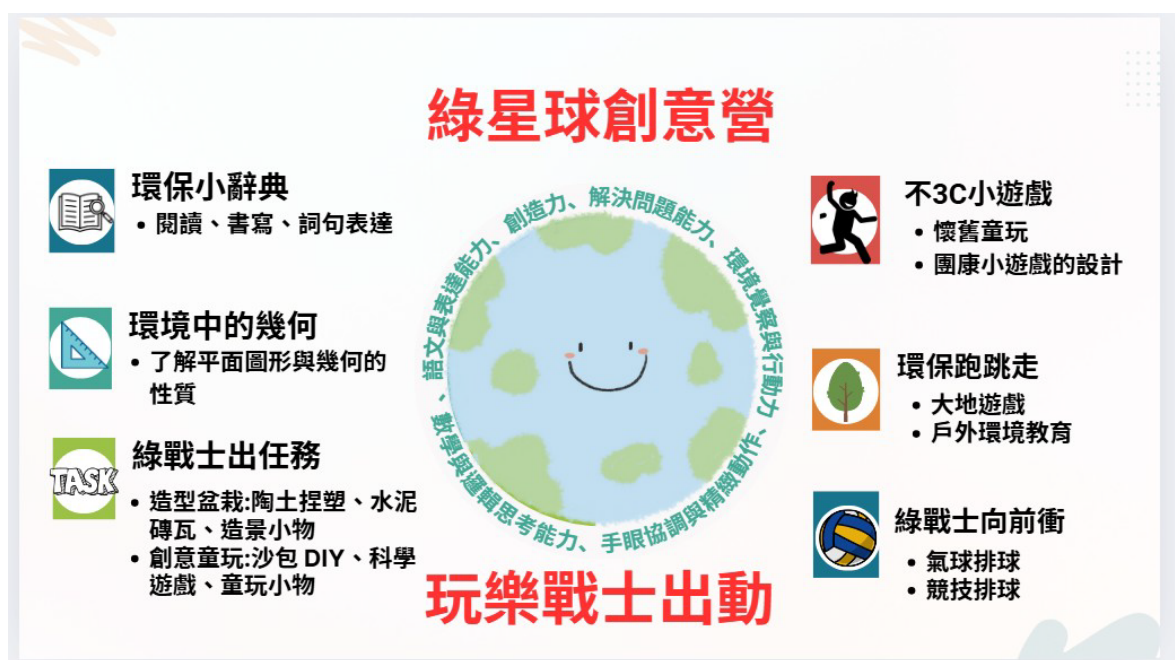 綠星球創意營
環保小辭典
• 閱讀、書寫、詞句表達
環境中的幾何
• 了解平面圖形與幾何的
性質
綠戰士出任務
TASK
• 造型盆栽:陶土捏塑、水泥
磚瓦、造景小物
• 創意童玩:沙包 DIY、科學
遊戲、童玩小物
語文與表達能力、創造力、解決問題能力、環境覺察與行動力、手眼協調與精緻動作、數學與邏輯思考能力、
不3C小遊戲
• 懷舊童玩
• 團康小遊戲的設計
環保跑跳走
• 大地遊戲
• 戶外環境教育
綠戰士向前衝
• 氣球排球
• 競技排球
玩樂戰士出動